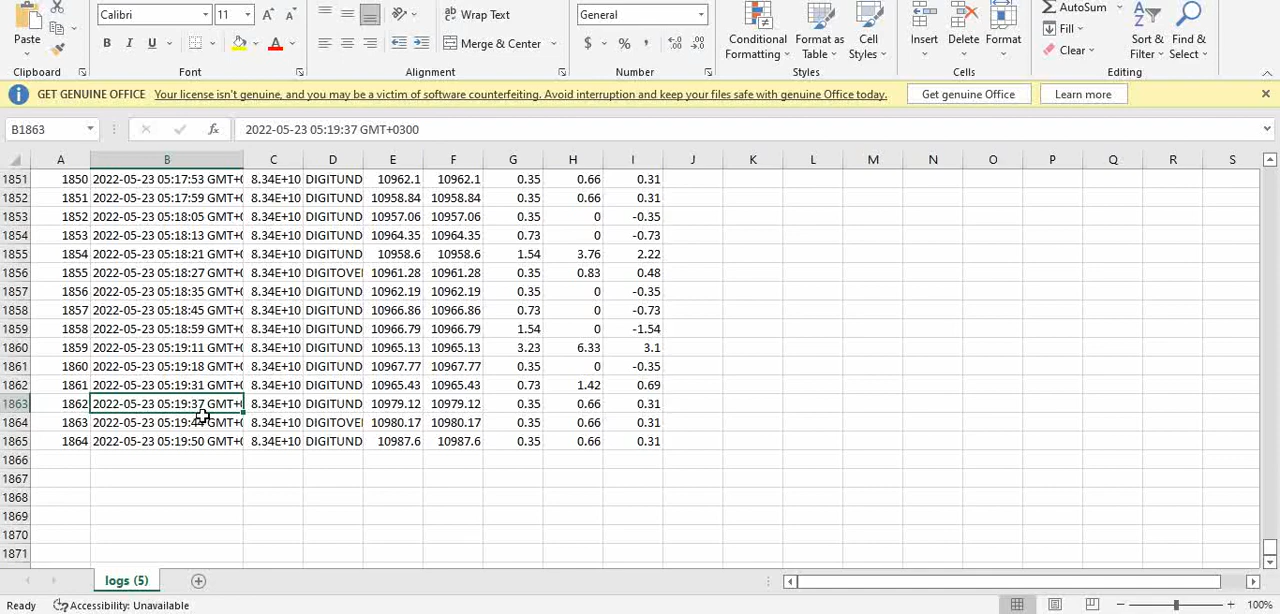 Calibri 11 Wrap Text General AutoSum
Paste B I U Merge & Center $ % Conditional Formatting Format as Table Cell Styles Insert Delete Format Fill Clear Sort & Filter Find & Select
Clipboard Font Alignment Number Styles Cells Editing
GET GENUINE OFFICE Your license isn't genuine, and you may be a victim of software counterfeiting. Avoid interruption and keep your files safe with genuine Office today. Get genuine Office Learn more
B1863 fx 2022-05-23 05:19:37 GMT+0300
A B C D E F G H I J K L M N O P Q R S
1851 1850 2022-05-23 05:17:53 GMT+ 8.34E+10 DIGITUND 10962.1 10962.1 0.35 0.66 0.31
1852 1851 2022-05-23 05:17:59 GMT+ 8.34E+10 DIGITUND 10958.84 10958.84 0.35 0.66 0.31
1853 1852 2022-05-23 05:18:05 GMT+ 8.34E+10 DIGITUND 10957.06 10957.06 0.35 0 -0.35
1854 1853 2022-05-23 05:18:13 GMT+ 8.34E+10 DIGITUND 10964.35 10964.35 0.73 0 -0.73
1855 1854 2022-05-23 05:18:21 GMT+ 8.34E+10 DIGITUND 10958.6 10958.6 1.54 3.76 2.22
1856 1855 2022-05-23 05:18:27 GMT+ 8.34E+10 DIGITOVE 10961.28 10961.28 0.35 0.83 0.48
1857 1856 2022-05-23 05:18:35 GMT+ 8.34E+10 DIGITUND 10962.19 10962.19 0.35 0 -0.35
1858 1857 2022-05-23 05:18:45 GMT+ 8.34E+10 DIGITUND 10966.86 10966.86 0.73 0 -0.73
1859 1858 2022-05-23 05:18:59 GMT+ 8.34E+10 DIGITUND 10966.79 10966.79 1.54 0 -1.54
1860 1859 2022-05-23 05:19:11 GMT+ 8.34E+10 DIGITUND 10965.13 10965.13 3.23 6.33 3.1
1861 1860 2022-05-23 05:19:18 GMT+ 8.34E+10 DIGITUND 10967.77 10967.77 0.35 0 -0.35
1862 1861 2022-05-23 05:19:31 GMT+ 8.34E+10 DIGITUND 10965.43 10965.43 0.73 1.42 0.69
1863 1862 2022-05-23 05:19:37 GMT+ 8.34E+10 DIGITUND 10979.12 10979.12 0.35 0.66 0.31
1864 1863 2022-05-23 GMT+ 8.34E+10 DIGITOVE 10980.17 10980.17 0.35 0.66 0.31
1865 1864 2022-05-23 05:19:50 GMT+ 8.34E+10 DIGITUND 10987.6 10987.6 0.35 0.66 0.31
1866
1867
1868
1869
1870
1871
logs (5)
Ready Accessibility: Unavailable 100%